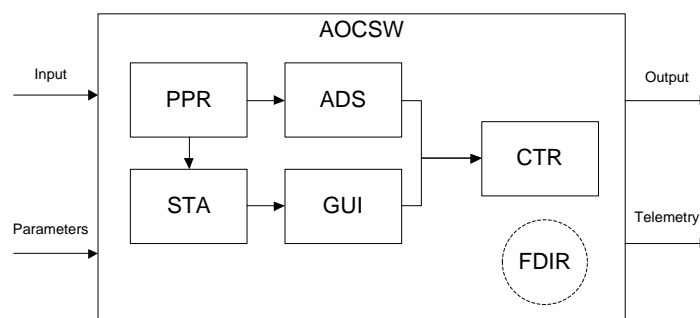 AOCSW
Input
PPR
ADS
Output
CTR
STA
GUI
Parameters
Telemetry
FDIR